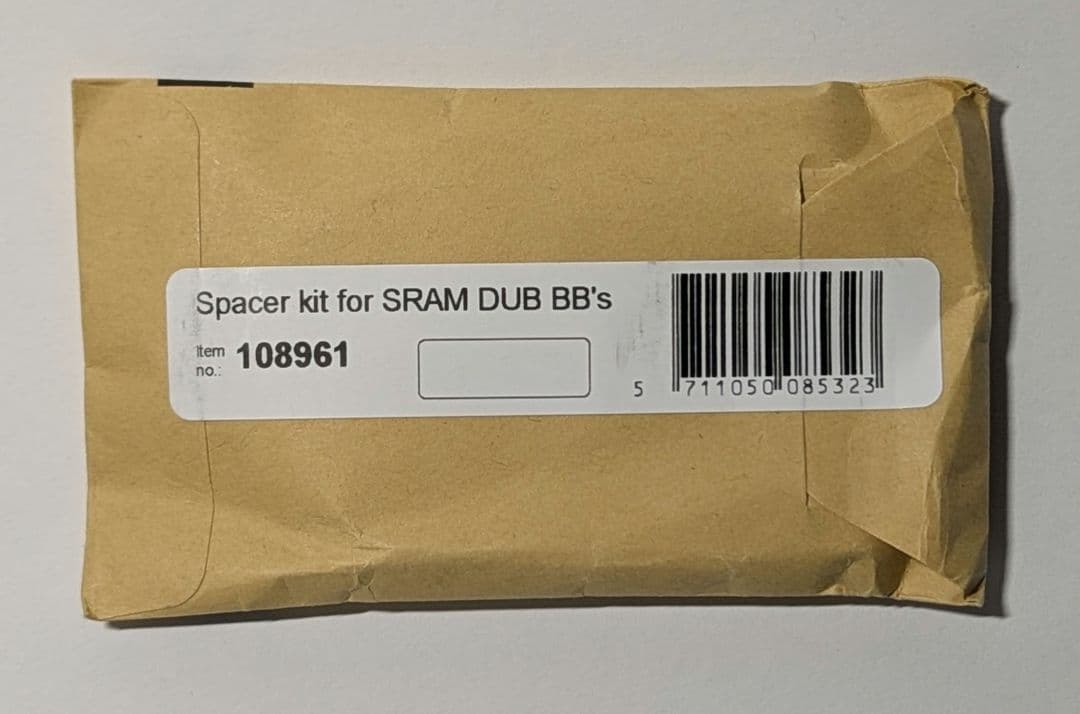 Spacer kit for SRAM DUB BB's
Item no.: 108961
5 711050 085323